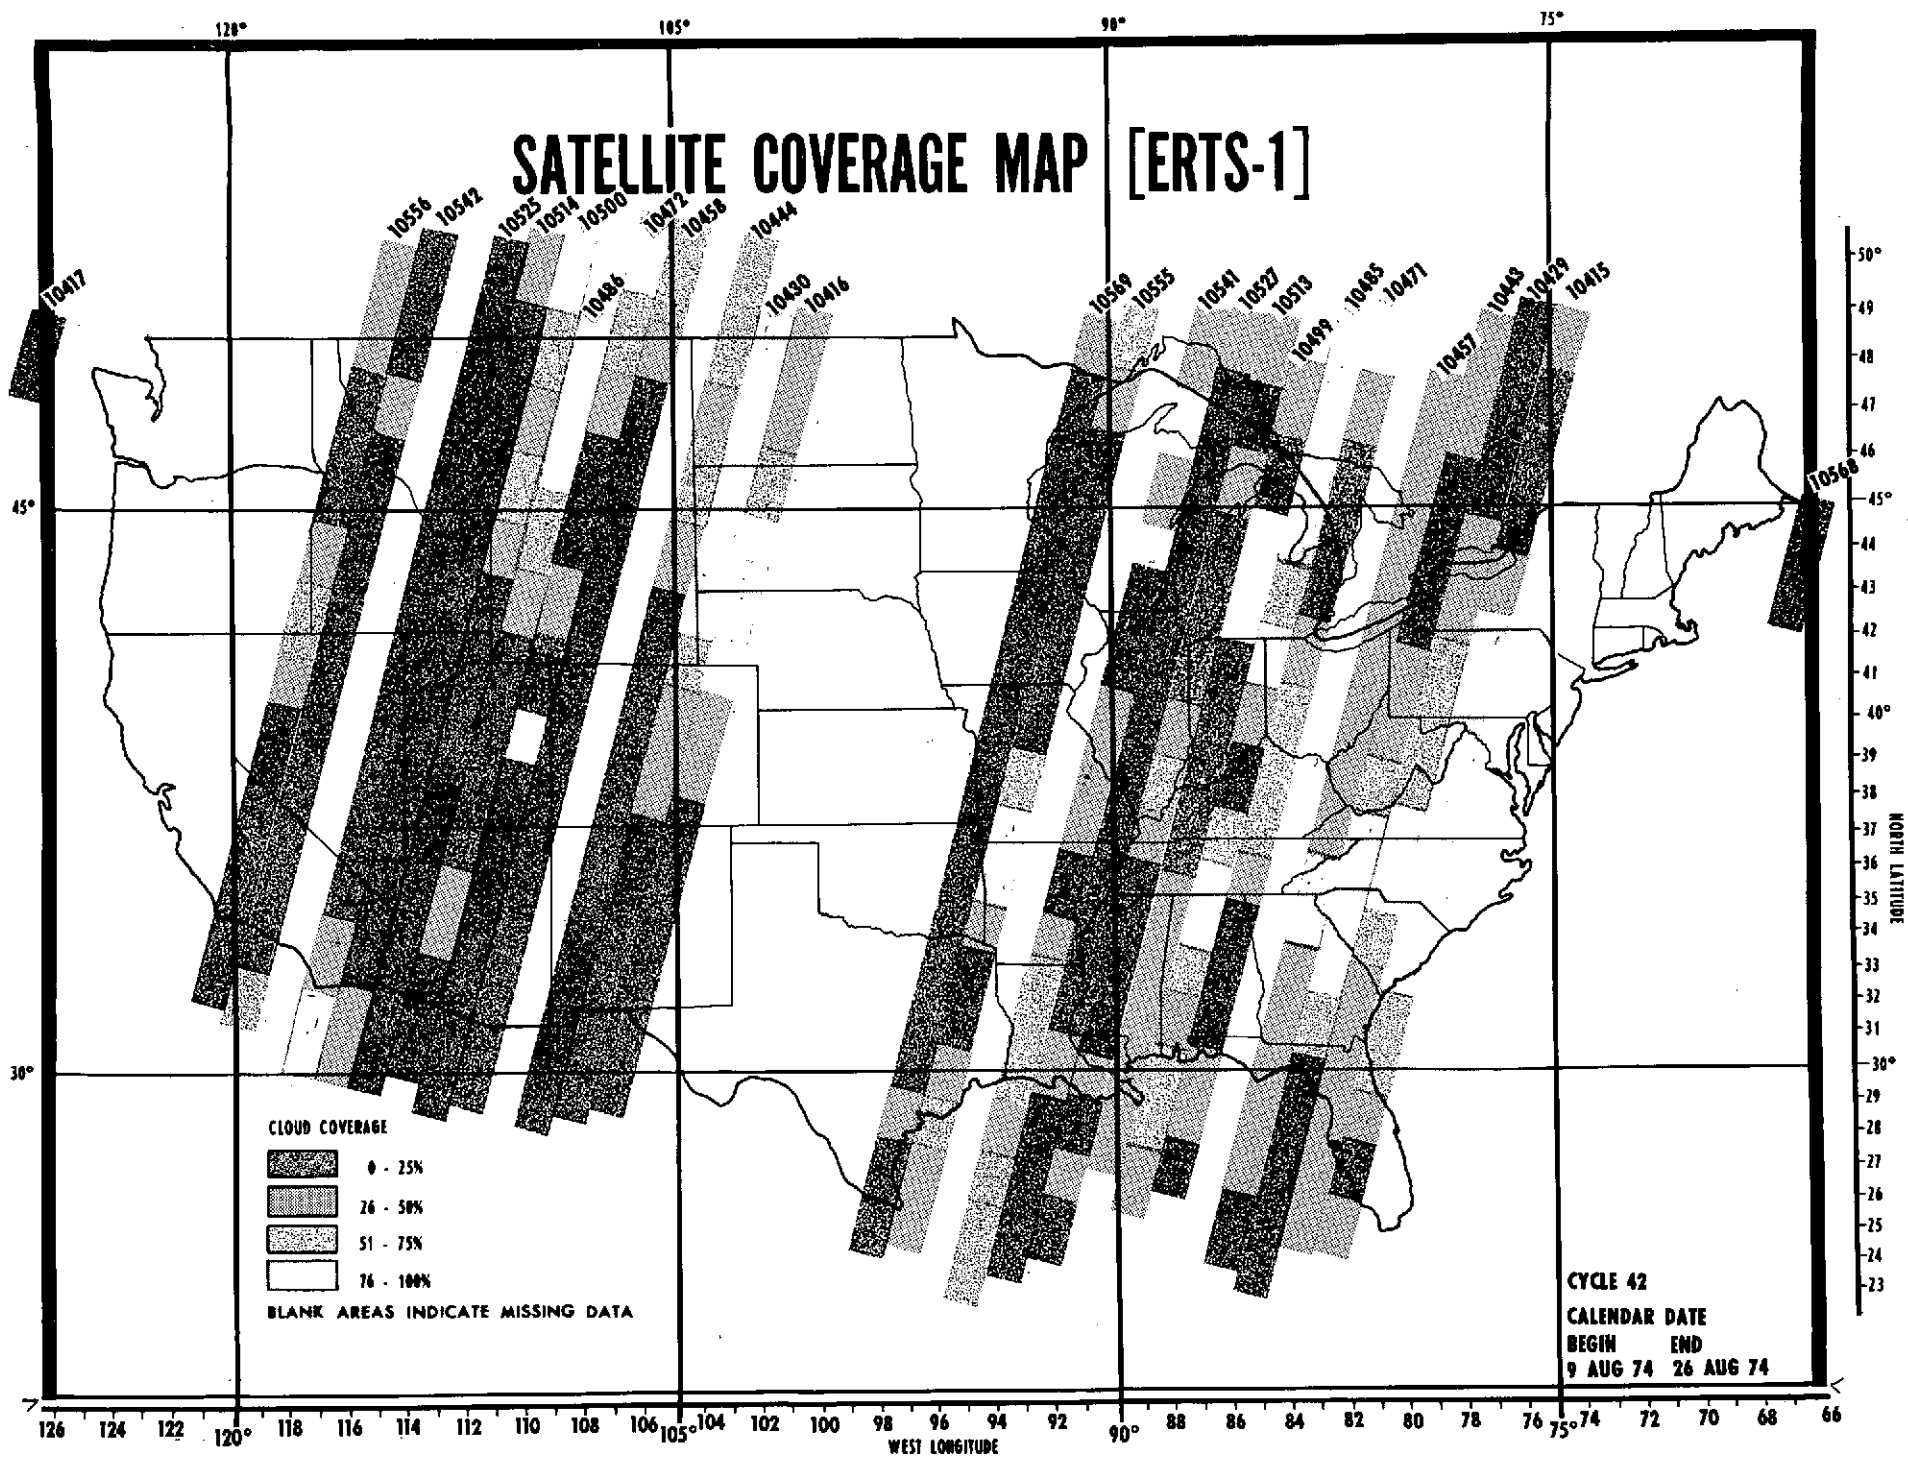 120° 105° 90° 75°
SATELLITE COVERAGE MAP [ERTS-1]
10556 10542 10525 10514 10500 10472 10458 10444
10417 10486 10430 10416
10569 10555 10541 10527 10513 10485 10471 10443 10429 10415
10499 10457
10568
50°
49
48
47
46
45°
44
43
42
41
40°
39
38
37
36
35
34
33
32
31
30°
29
28
27
26
25
24
23
NORTH LATITUDE
45°
30°
CLOUD COVERAGE
0 - 25%
26 - 50%
51 - 75%
76 - 100%
BLANK AREAS INDICATE MISSING DATA
CYCLE 42
CALENDAR DATE
BEGIN END
9 AUG 74 26 AUG 74
126 124 122 120° 118 116 114 112 110 108 106 105° 104 102 100 98 96 94 92 90° 88 86 84 82 80 78 76 75° 74 72 70 68 66
WEST LONGITUDE